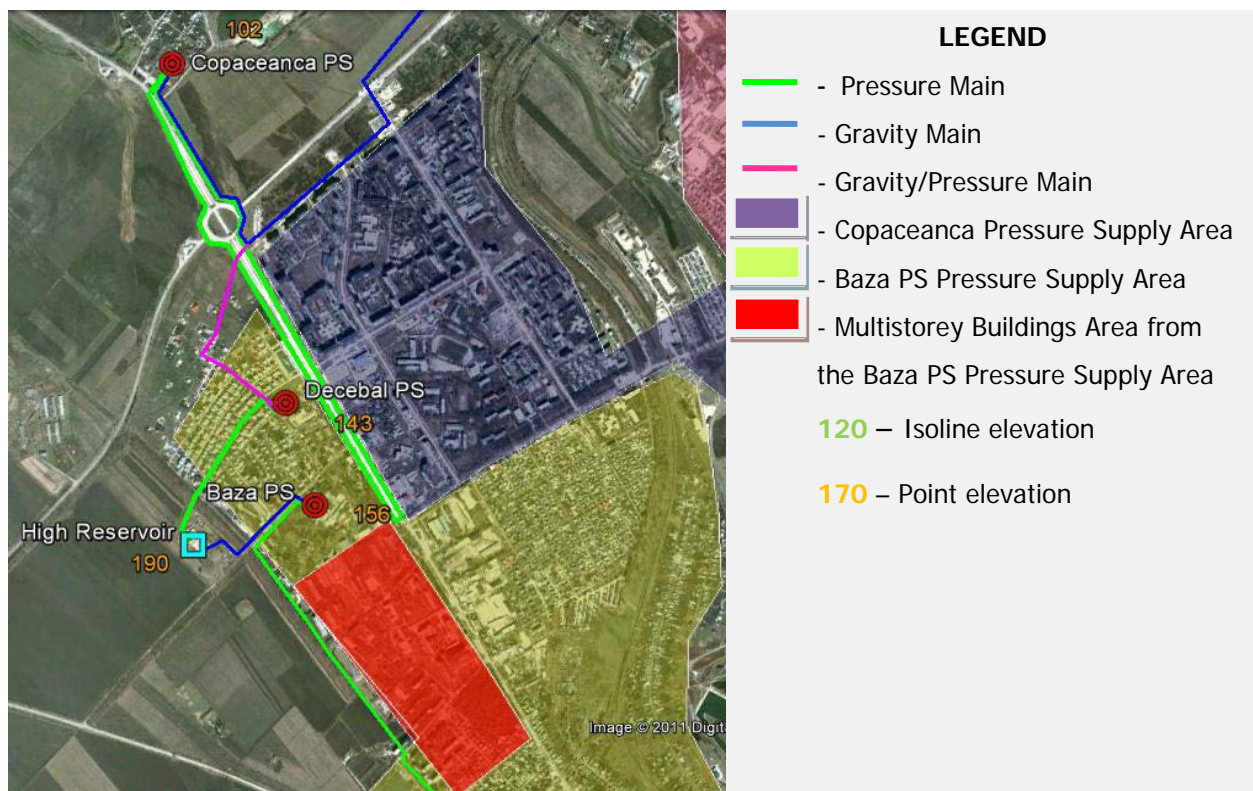 102
Copaceanca PS
Decebal PS
143
Baza PS
156
High Reservoir
190
Image © 2011 Digita
LEGEND
- Pressure Main
- Gravity Main
- Gravity/Pressure Main
- Copaceanca Pressure Supply Area
- Baza PS Pressure Supply Area
- Multistorey Buildings Area from
the Baza PS Pressure Supply Area
120 – Isoline elevation
170 – Point elevation